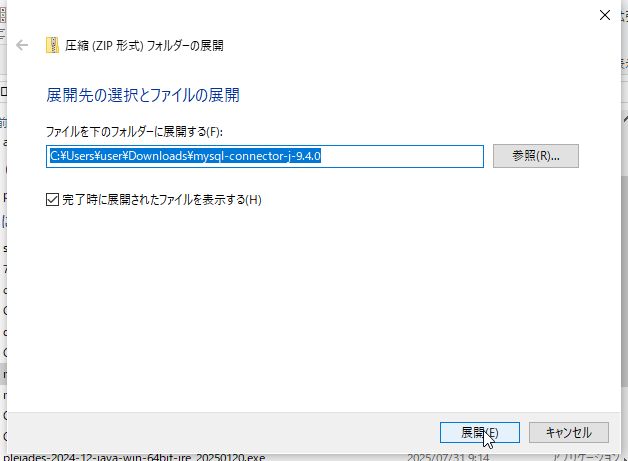 圧縮 (ZIP 形式) フォルダーの展開
展開先の選択とファイルの展開
ファイルを下のフォルダーに展開する(F):
C:¥Users¥user¥Downloads¥mysql-connector-j-9.4.0
参照(R)...
完了時に展開されたファイルを表示する(H)
展開(E)
キャンセル
pleiades-2024-12-java-win-64bit-jre_20250120.exe
2025/07/31 9:14
アプリケーション